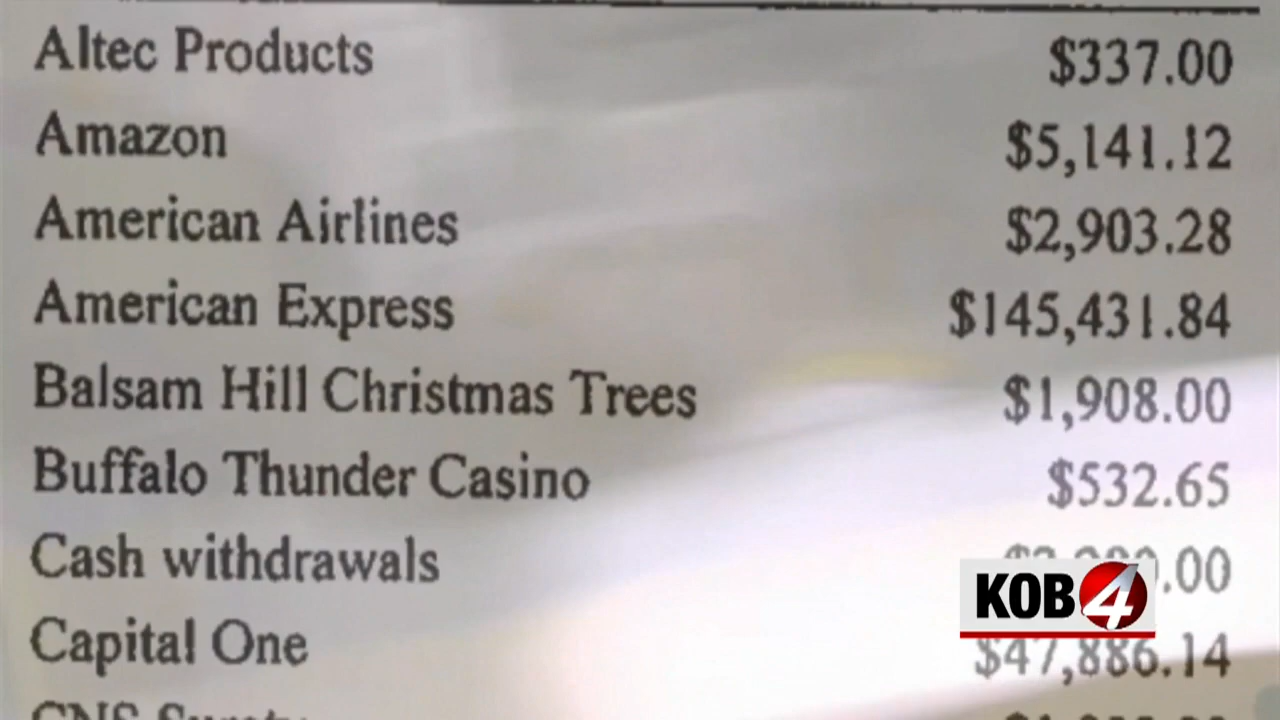 Altec Products $337.00
Amazon $5,141.12
American Airlines $2,903.28
American Express $145,431.84
Balsam Hill Christmas Trees $1,908.00
Buffalo Thunder Casino $532.65
Cash withdrawals
Capital One $47,886.14
KOB 4